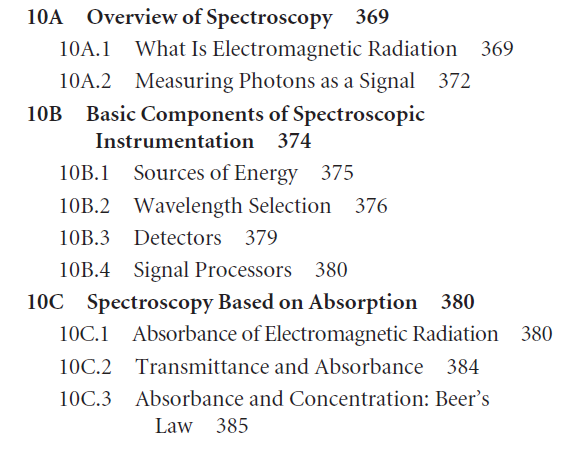 10A Overview of Spectroscopy 369
10A.1 What Is Electromagnetic Radiation 369
10A.2 Measuring Photons as a Signal 372
10B Basic Components of Spectroscopic
Instrumentation 374
10B.1 Sources of Energy 375
10B.2 Wavelength Selection 376
10B.3 Detectors 379
10B.4 Signal Processors 380
10C Spectroscopy Based on Absorption 380
10C.1 Absorbance of Electromagnetic Radiation 380
10C.2 Transmittance and Absorbance 384
10C.3 Absorbance and Concentration: Beer's
Law 385